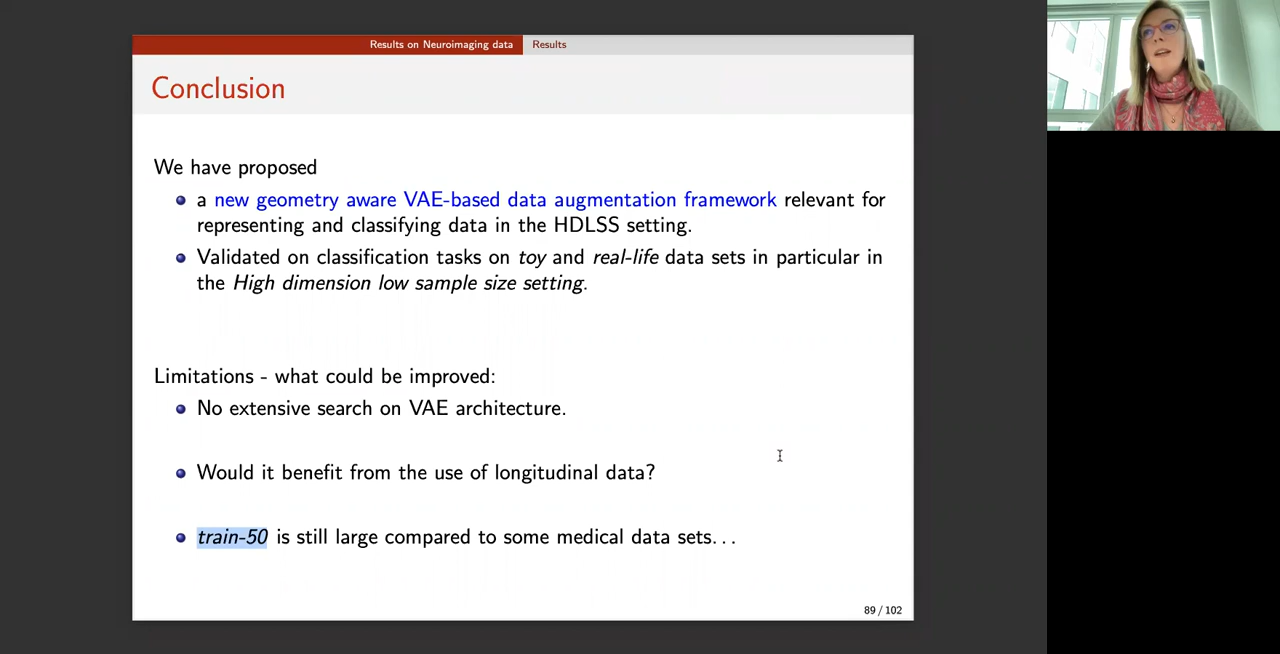 Results on Neuroimaging data Results
Conclusion
We have proposed
a new geometry aware VAE-based data augmentation framework relevant for
representing and classifying data in the HDLSS setting.
Validated on classification tasks on toy and real-life data sets in particular in
the High dimension low sample size setting.
Limitations - what could be improved:
No extensive search on VAE architecture.
Would it benefit from the use of longitudinal data?
train-50 is still large compared to some medical data sets...
89 / 102